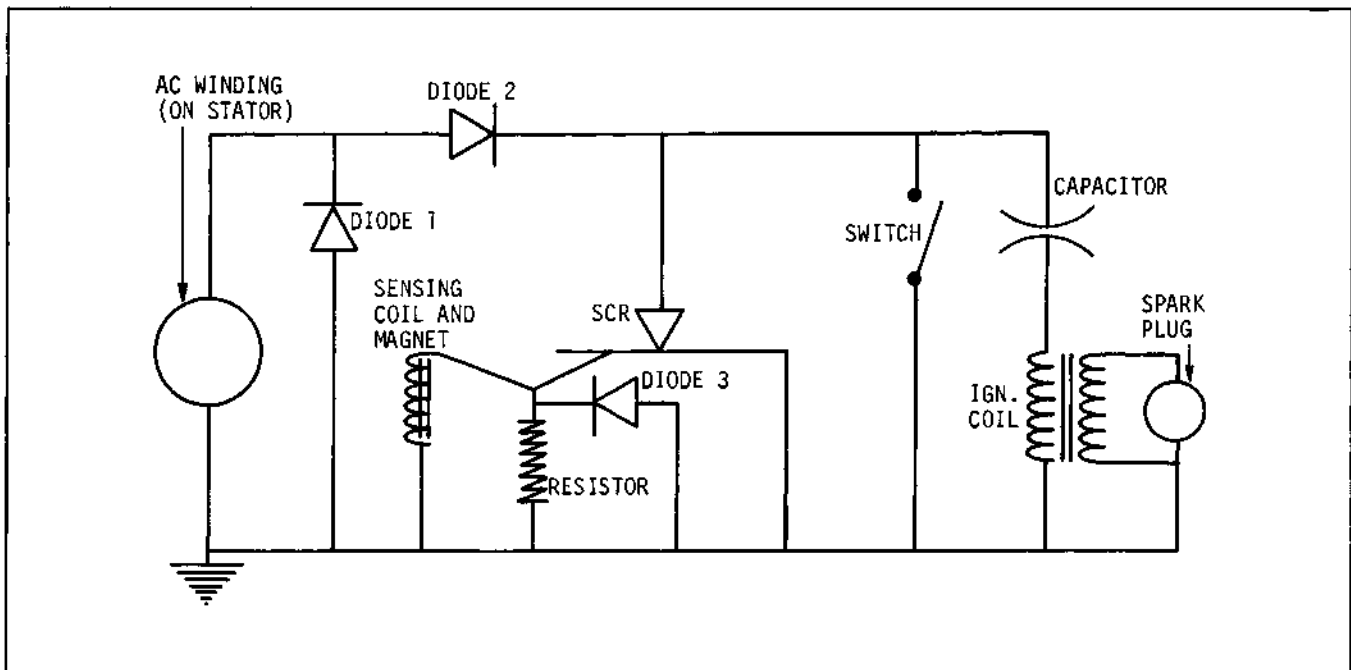 AC WINDING
(ON STATOR)
DIODE 2
DIODE 1
CAPACITOR
SWITCH
SENSING
COIL AND
MAGNET
SCR
SPARK
PLUG
DIODE 3
IGN.
COIL
RESISTOR